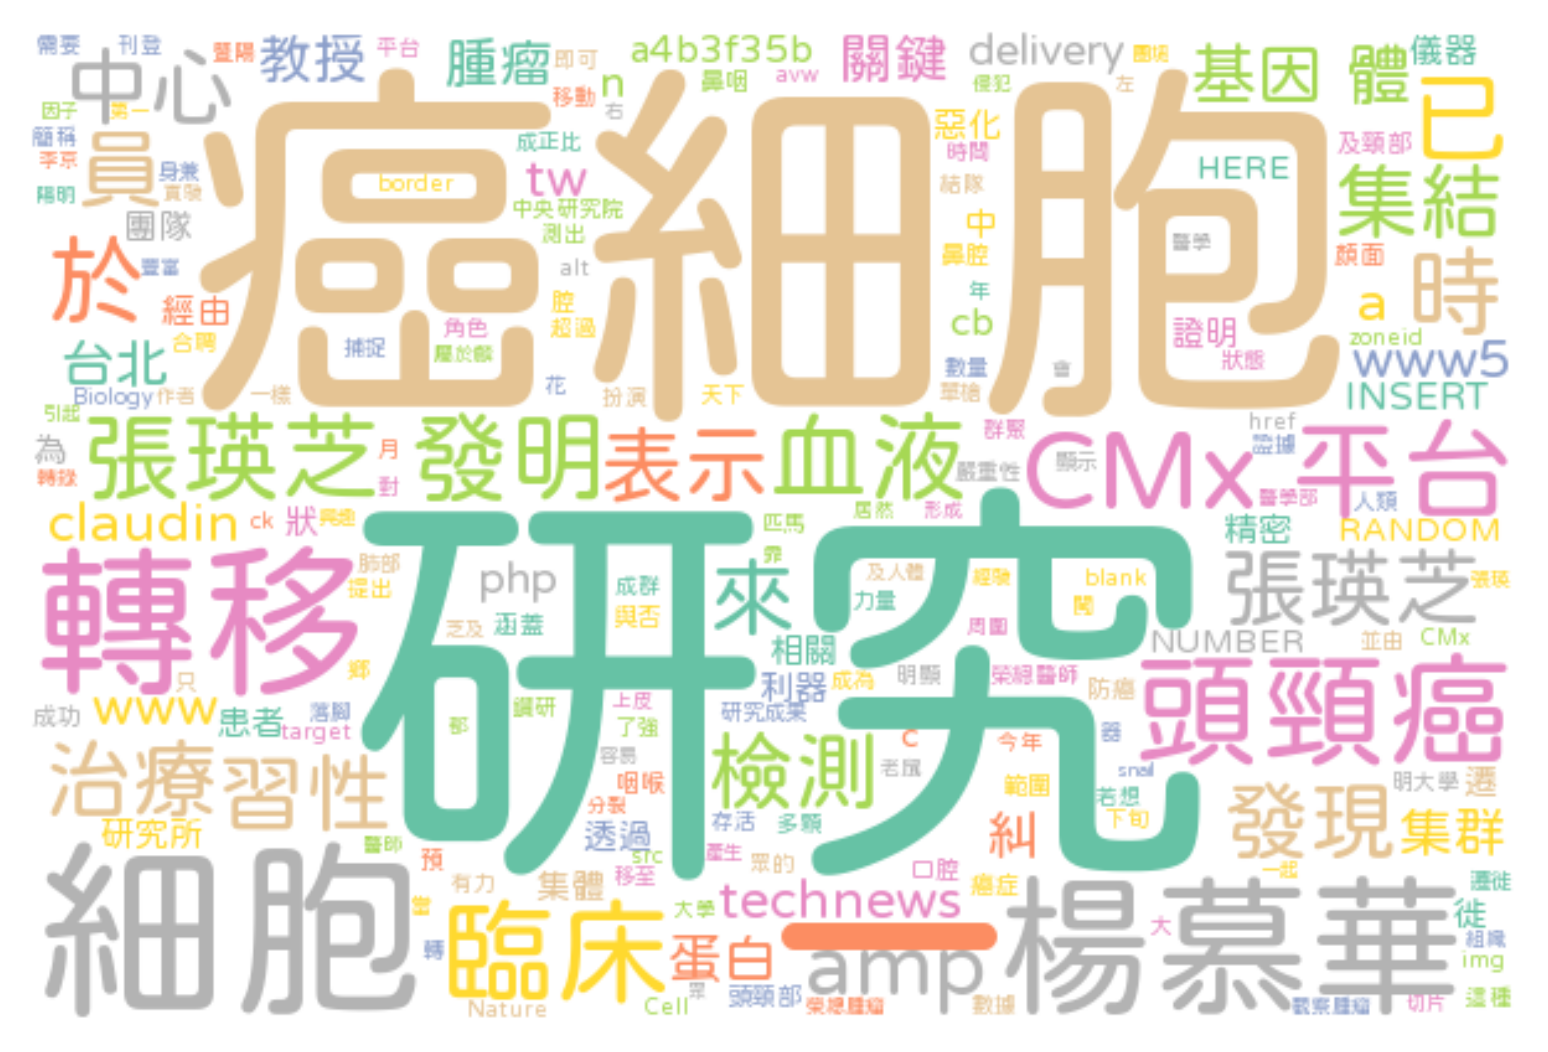 需要 刊登 暨陽 教授 平台 腫瘤 即可 a4b3f35b 關鍵 delivery 基因 體 儀器
中心 移動 n 鼻咽 avw 侵犯 左 已
因子 第一 右 惡化 及頸部
簡稱 員 癌細胞 成正比 時間 HERE 集結
李京 身兼 border tw 結隊
陽明 實驗 中央研究院 中
團隊 測出 醫學
於 豐富 alt 鼻腔 顏面 時
經由 腔 年 a
台北 合聘 捕捉 角色 超過 cb 證明 zoneid
屬於麟 數量 狀態 www5
Biology 作者 一樣 花 扮演 天下 單槍 會 INSERT
引起 張瑛芝 發明 表示 血液 群聚 CMx 平台 href
為 月 嚴重性 顯示 證據
轉錄 對 醫學部 人類
claudin ck 狀 興趣 研究 匹馬 居然 形成 精密 RANDOM
轉移 肺部 php 成群 來 及人體 經驗 blank 張瑛芝 張瑛
提出 與否 力量
芝及 涵蓋 相關 周圍 NUMBER 並由 CMx
只 鄉 利器 成為 明顯 榮總醫師 防癌 頭頸癌
成功 www 患者 落腳 鑽研 上皮 研究成果 器
target 都 了強
治療 習性 容易 檢測 c 今年
咽喉 老鼠 範圍 snail 明大學 遷
分裂 若想 發現
研究所 透過 存活 多顆 糾 下旬 集群
醫師 src 產生
細胞 預 移至 眾的 口腔 一起
有力 集體 癌症 遷徙
臨床 大學 technews 楊慕華 大 徙
轉 蛋白 一 amp 組織
img
Nature Cell 頭頸部 榮總腫瘤 數據 觀察腫瘤 切片 這種